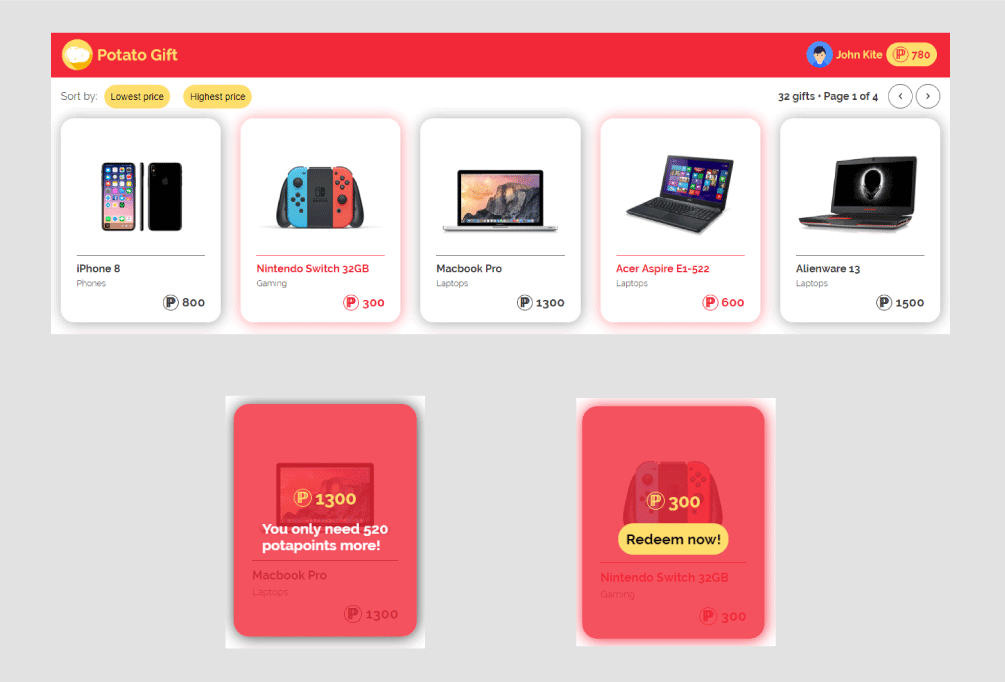 Potato Gift
John Kite
780
Sort by:
Lowest price
Highest price
32 gifts • Page 1 of 4
iPhone 8
Phones
800
Nintendo Switch 32GB
Gaming
300
Macbook Pro
Laptops
1300
Acer Aspire E1-522
Laptops
600
Alienware 13
Laptops
1500
1300
You only need 520
potapoints more!
Macbook Pro
Laptops
1300
300
Redeem now!
Nintendo Switch 32GB
Gaming
300